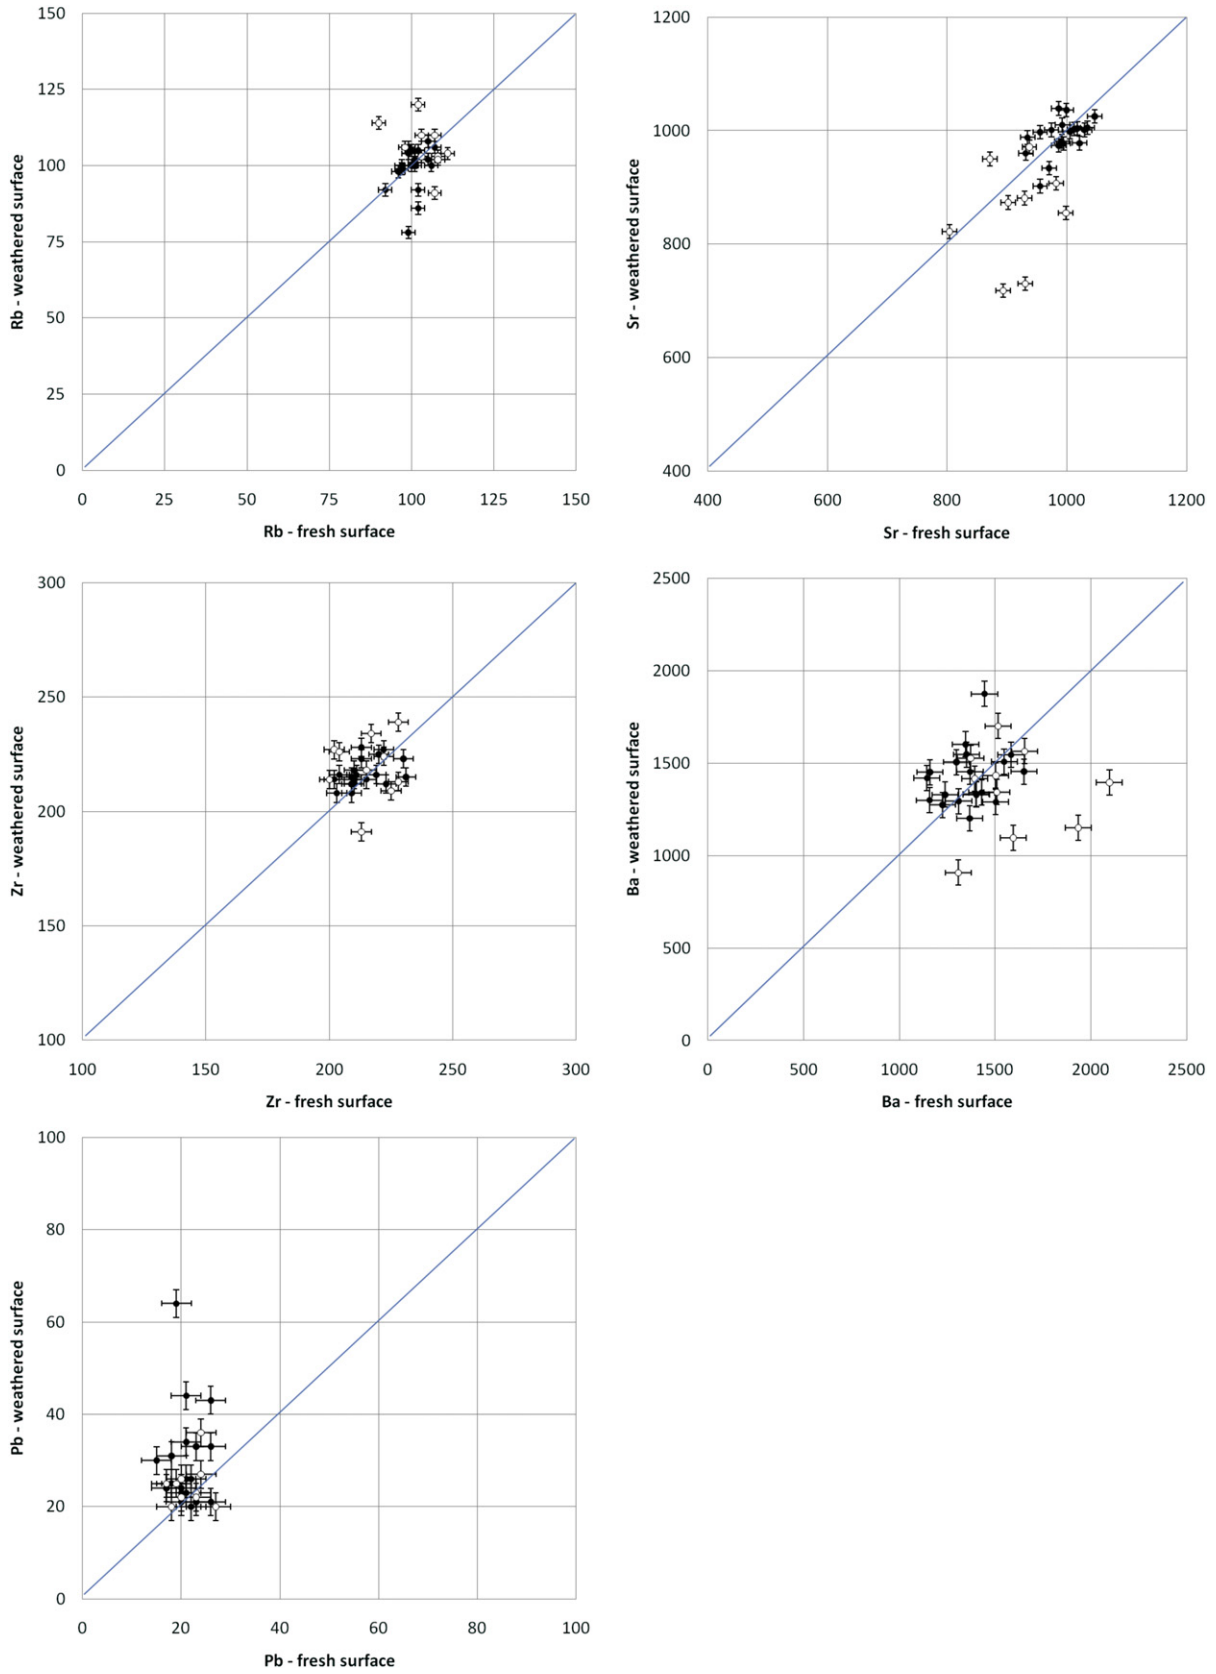 150
125
100
75
50
25
0
Rb - weathered surface
0 25 50 75 100 125 150
Rb - fresh surface
1200
1000
800
600
400
Sr - weathered surface
400 600 800 1000 1200
Sr - fresh surface
300
250
200
150
100
Zr - weathered surface
100 150 200 250 300
Zr - fresh surface
2500
2000
1500
1000
500
0
Ba - weathered surface
0 500 1000 1500 2000 2500
Ba - fresh surface
100
80
60
40
20
0
Pb - weathered surface
0 20 40 60 80 100
Pb - fresh surface